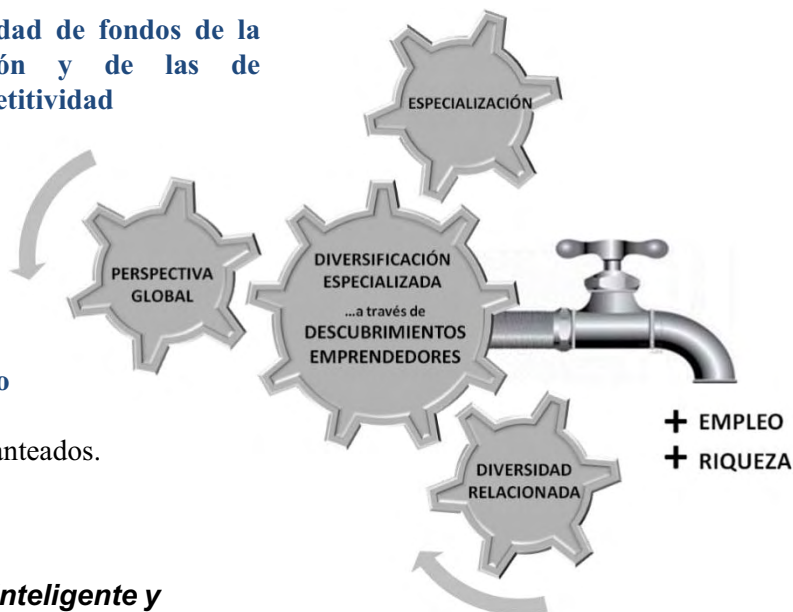 dad de fondos de la
ón y de las de
etitividad
ESPECIALIZACIÓN
PERSPECTIVA
GLOBAL
DIVERSIFICACIÓN
ESPECIALIZADA
...a través de
DESCUBRIMIENTOS
EMPRENDEDORES
o
anteados.
+ EMPLEO
+ RIQUEZA
DIVERSIDAD
RELACIONADA
nteligente y